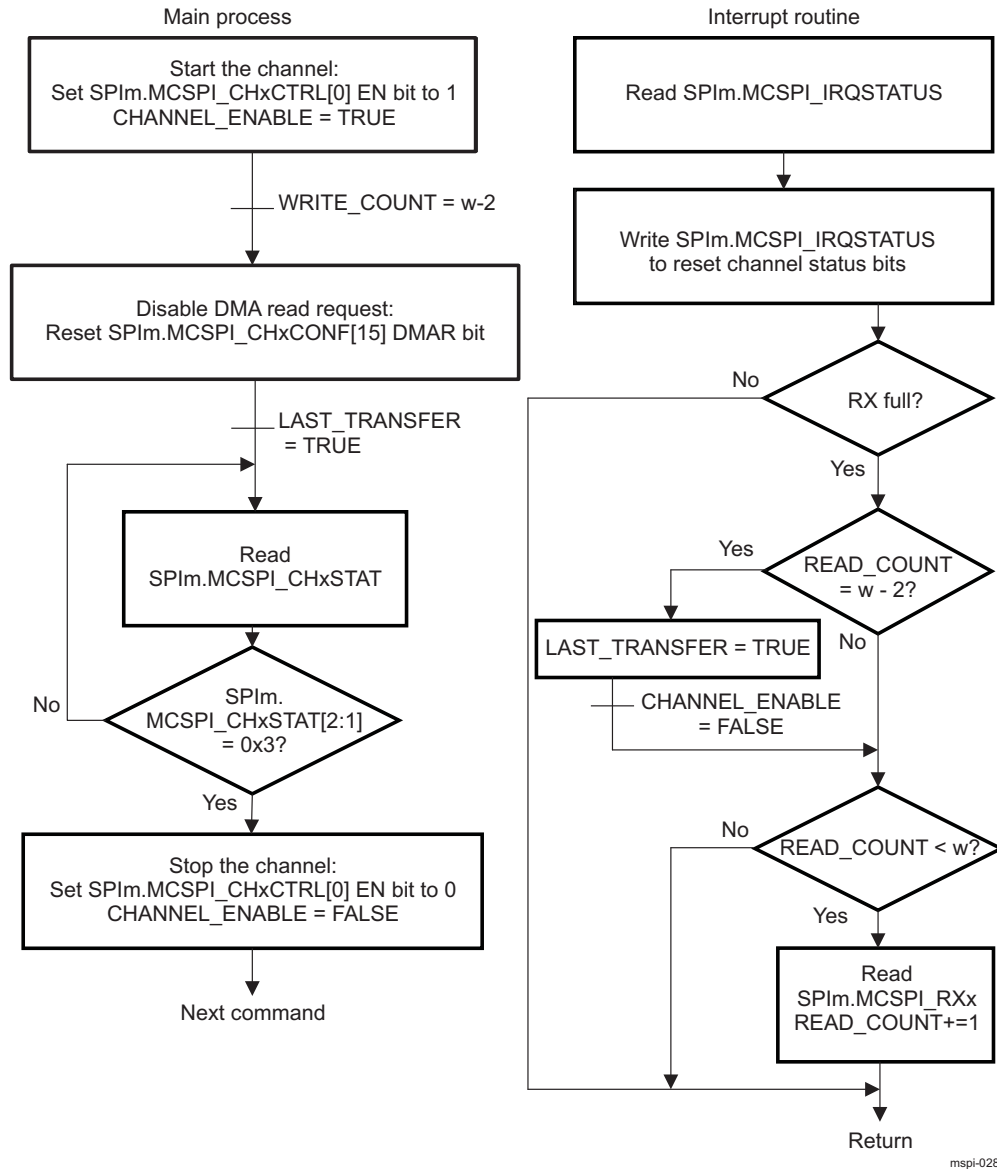 Main process
Start the channel:
Set SPIm.MCSPI_CHxCTRL[0] EN bit to 1
CHANNEL_ENABLE = TRUE
WRITE_COUNT = w-2
Disable DMA read request:
Reset SPIm.MCSPI_CHxCONF[15] DMAR bit
LAST_TRANSFER
= TRUE
Read
SPIm.MCSPI_CHxSTAT
No
SPIm.
MCSPI_CHxSTAT[2:1]
= 0x3?
Yes
Stop the channel:
Set SPIm.MCSPI_CHxCTRL[0] EN bit to 0
CHANNEL_ENABLE = FALSE
Next command
Interrupt routine
Read SPIm.MCSPI_IRQSTATUS
Write SPIm.MCSPI_IRQSTATUS
to reset channel status bits
No
RX full?
Yes
Yes
READ_COUNT
= w - 2?
No
LAST_TRANSFER = TRUE
CHANNEL_ENABLE
= FALSE
No
READ_COUNT < w?
Yes
Read
SPIm.MCSPI_RXx
READ_COUNT+=1
Return
mspi-028